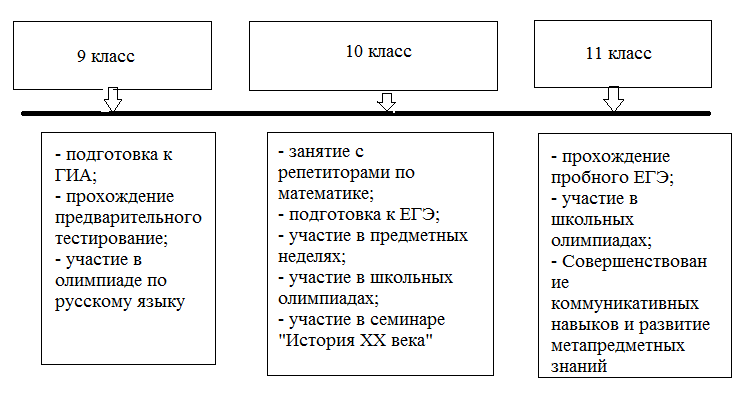 9 класс
10 класс
11 класс
- подготовка к
ГИА;
- прохождение
предварительного
тестирование;
- участие в
олимпиаде по
русскому языку
- занятие с
репетиторами по
математике;
- подготовка к ЕГЭ;
- участие в предметных
неделях;
- участие в школьных
олимпиадах;
- участие в семинаре
"История XX века"
- прохождение
пробного ЕГЭ;
- участие в
школьных
олимпиадах;
- Совершенствован
ие
коммуникативных
навыков и развитие
метапредметных
знаний